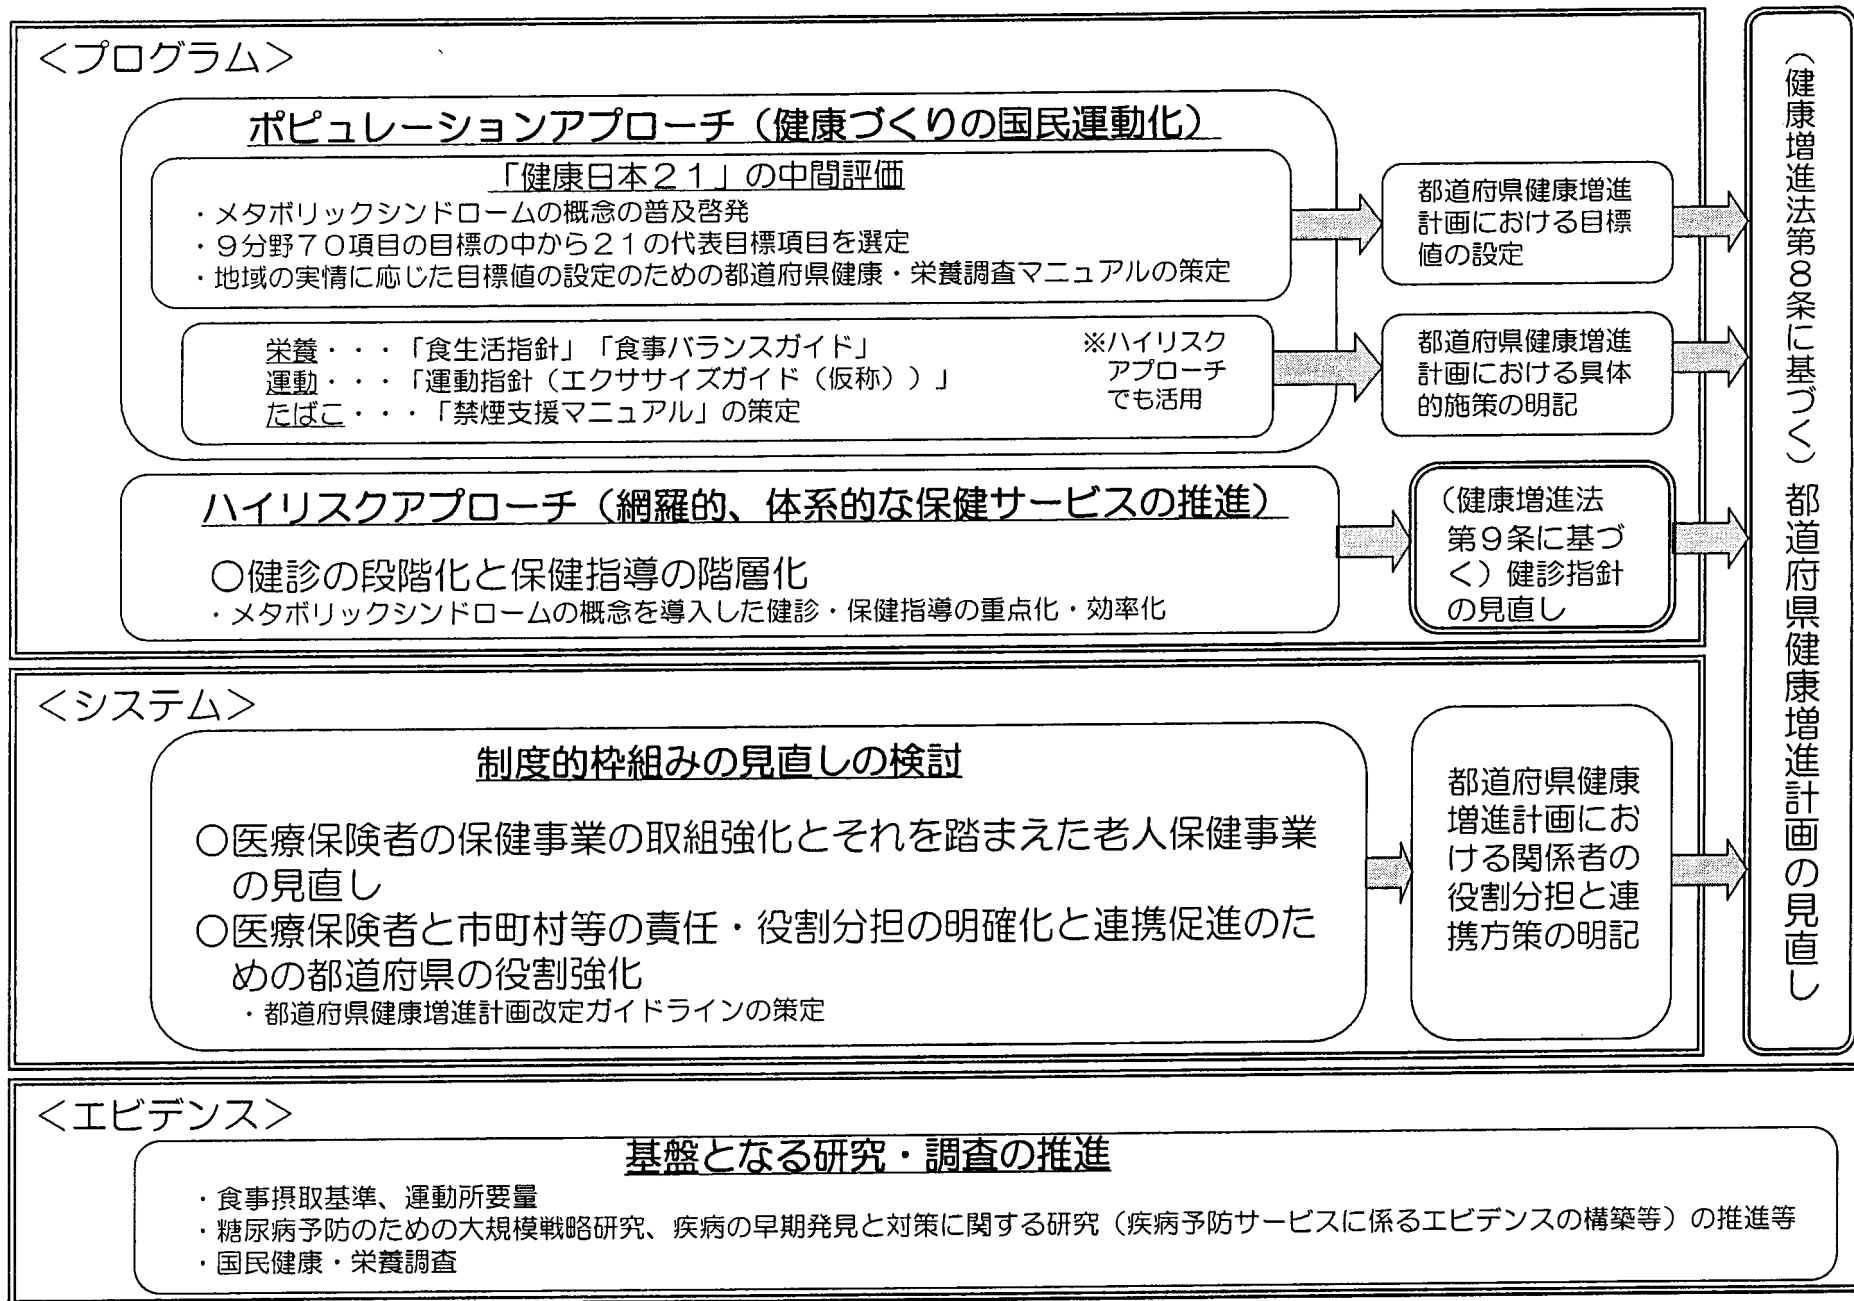 ＜プログラム＞
ポピュレーションアプローチ（健康づくりの国民運動化）
「健康日本２１」の中間評価
・メタボリックシンドロームの概念の普及啓発
・９分野７０項目の目標の中から２１の代表目標項目を選定
・地域の実情に応じた目標値の設定のための都道府県健康・栄養調査マニュアルの策定
都道府県健康増進
計画における目標
値の設定
栄養・・・「食生活指針」「食事バランスガイド」
運動・・・「運動指針（エクササイズガイド（仮称））」
たばこ・・・「禁煙支援マニュアル」の策定
※ハイリスク
アプローチ
でも活用
都道府県健康増進
計画における具体
的施策の明記
ハイリスクアプローチ（網羅的、体系的な保健サービスの推進）
○健診の段階化と保健指導の階層化
・メタボリックシンドロームの概念を導入した健診・保健指導の重点化・効率化
（健康増進法
第９条に基づ
く）健診指針
の見直し
＜システム＞
制度的枠組みの見直しの検討
○医療保険者の保健事業の取組強化とそれを踏まえた老人保健事業
の見直し
○医療保険者と市町村等の責任・役割分担の明確化と連携促進のた
めの都道府県の役割強化
・都道府県健康増進計画改定ガイドラインの策定
都道府県健康
増進計画にお
ける関係者の
役割分担と連
携方策の明記
（健康増進法第８条に基づく）都道府県健康増進計画の見直し
＜エビデンス＞
基盤となる研究・調査の推進
・食事摂取基準、運動所要量
・糖尿病予防のための大規模戦略研究、疾病の早期発見と対策に関する研究（疾病予防サービスに係るエビデンスの構築等）の推進等
・国民健康・栄養調査